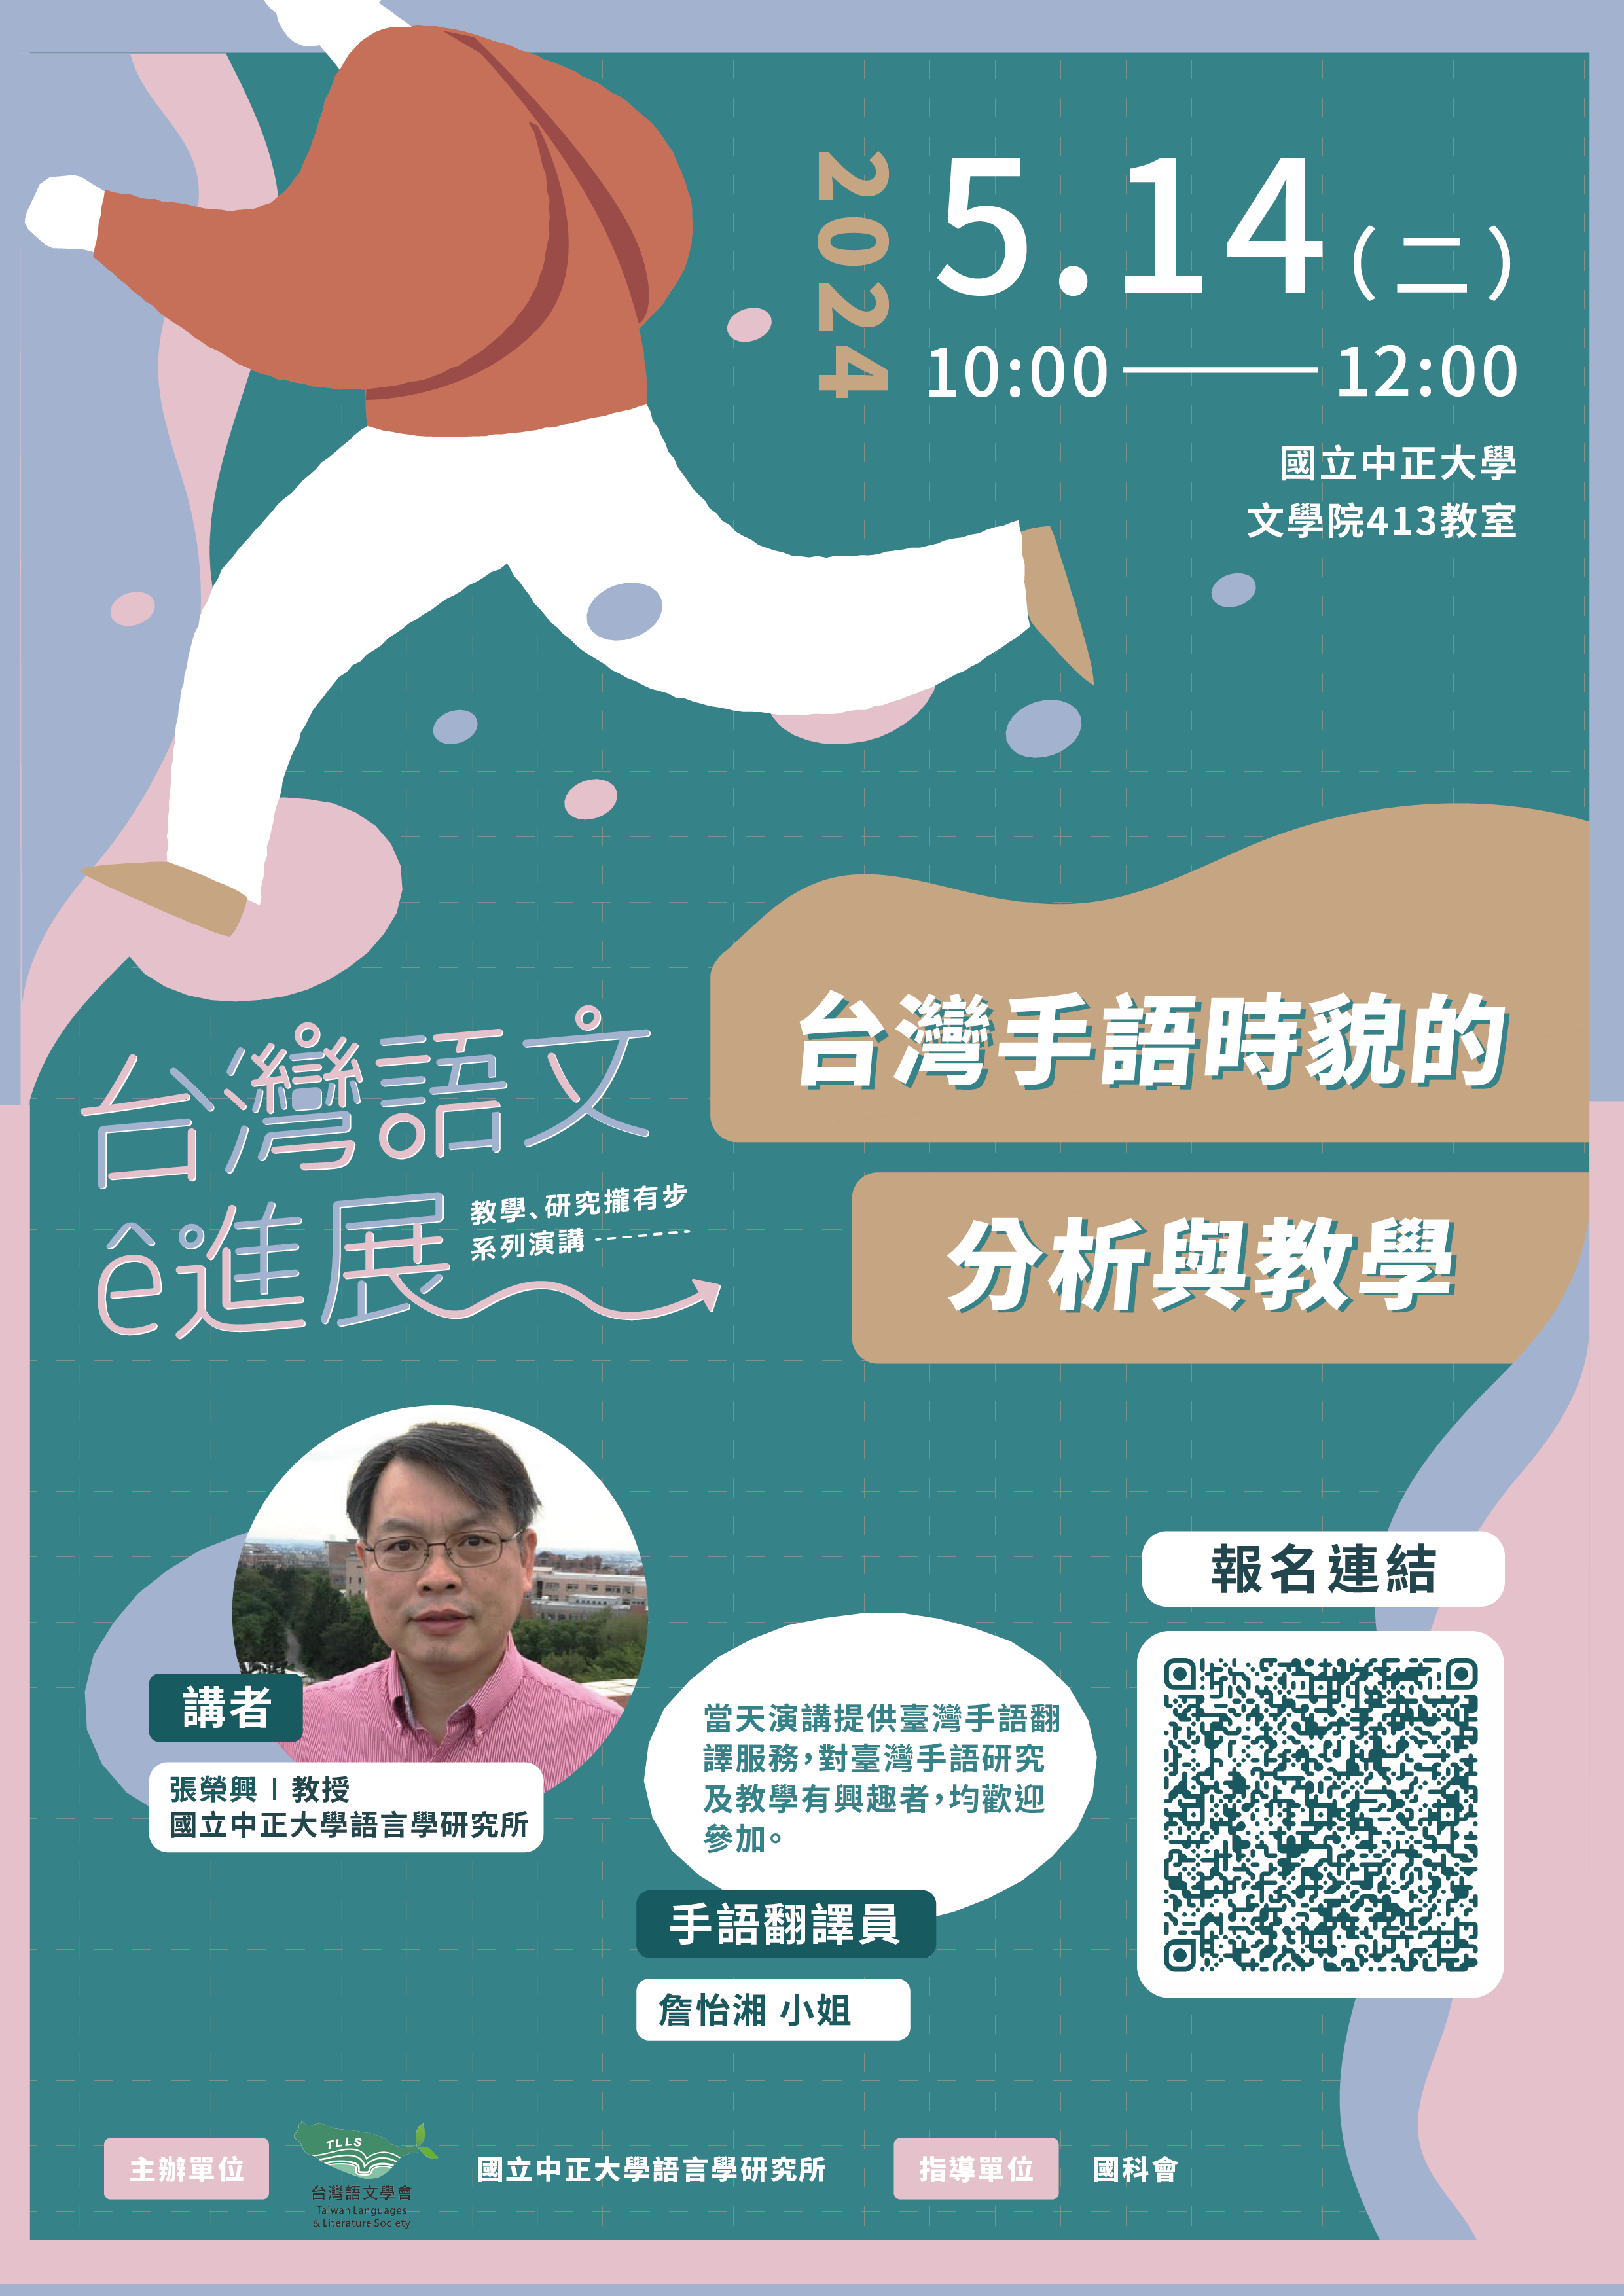 2024
5.14(二)
10:00——12:00
國立中正大學
文學院413教室
台灣手語時貌的
分析與教學
台灣語文
ê進展
教學、研究攏有步
系列演講-------
講者
張榮興 | 教授
國立中正大學語言學研究所
當天演講提供臺灣手語翻
譯服務，對臺灣手語研究
及教學有興趣者，均歡迎
參加。
手語翻譯員
詹怡湘 小姐
報名連結
主辦單位
TLLS
台灣語文學會
Taiwan Languages
& Literature Society
國立中正大學語言學研究所
指導單位
國科會